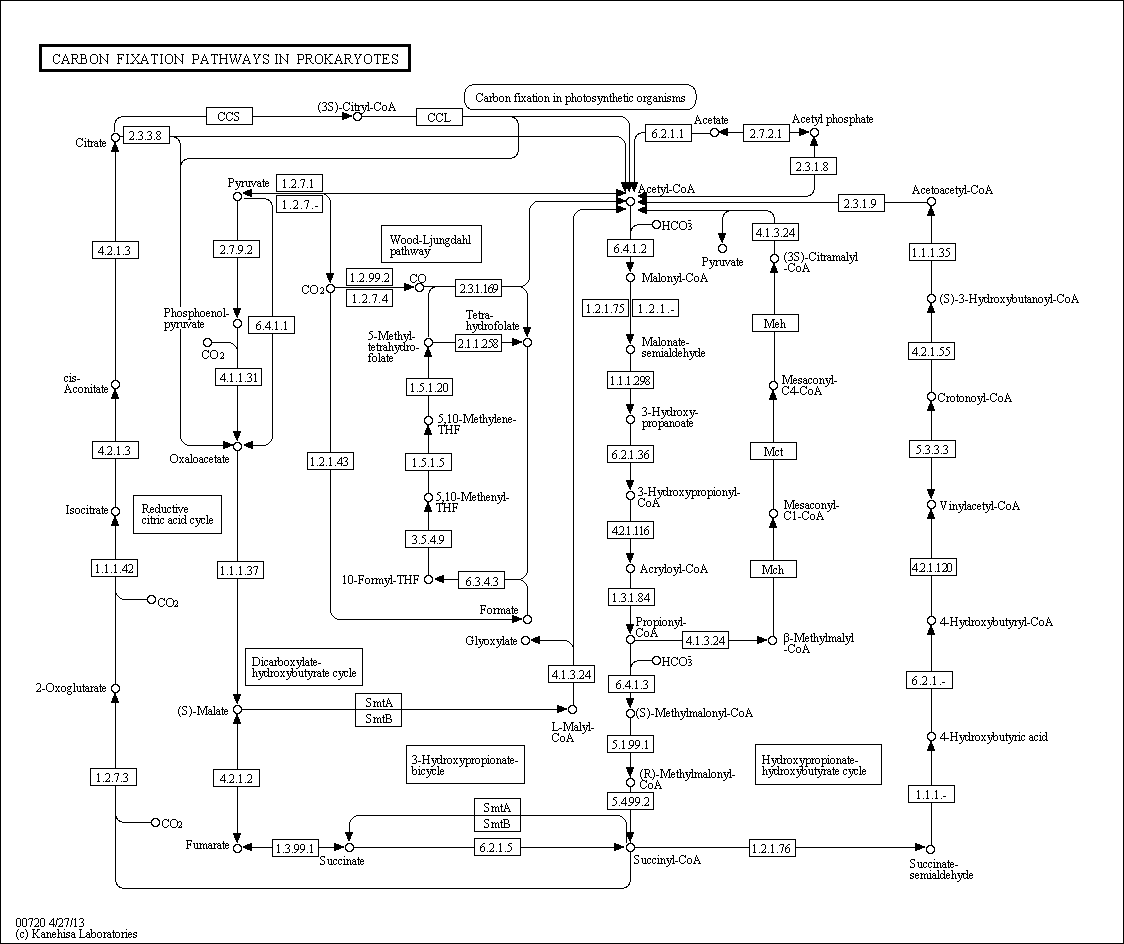 CARBON FIXATION PATHWAYS IN PROKARYOTES
Carbon fixation in photosynthetic organisms
CCS
(3S)-Citryl-CoA
CCL
Citrate
2.3.3.8
6.2.1.1
Acetate
2.7.2.1
Acetyl phosphate
2.3.1.8
Pyruvate
1.2.7.1
1.2.7.-
Acetyl-CoA
2.3.1.9
Acetoacetyl-CoA
HCO3-
4.1.3.24
Pyruvate
(3S)-Citramalyl
-CoA
4.2.1.3
2.7.9.2
Wood-Ljungdahl
pathway
6.4.1.2
1.1.1.35
Malonyl-CoA
CO2
1.2.99.2
1.2.7.4
CO
2.3.1.169
1.2.1.75
1.2.1.-
(S)-3-Hydroxybutanoyl-CoA
Phosphoenol-
pyruvate
6.4.1.1
CO2
5-Methyl-
tetrahydro-
folate
Tetra-
hydrofolate
2.1.1.258
Meh
Malonate-
semialdehyde
4.2.1.55
cis-
Aconitate
4.1.1.31
1.5.1.20
1.1.1.298
Mesaconyl-
C4-CoA
Crotonoyl-CoA
5,10-Methylene-
THF
3-Hydroxy-
propanoate
4.2.1.3
Oxaloacetate
1.2.1.43
1.5.1.5
6.2.1.36
Mct
5.3.3.3
Isocitrate
Reductive
citric acid cycle
5,10-Methenyl-
THF
3-Hydroxypropionyl-
CoA
Mesaconyl-
C1-CoA
Vinylacetyl-CoA
3.5.4.9
4.2.1.116
1.1.1.42
1.1.1.37
10-Formyl-THF
6.3.4.3
Acryloyl-CoA
Mch
4.2.1.120
CO2
Formate
1.3.1.84
Glyoxylate
Propionyl-
CoA
4.1.3.24
β-Methylmalyl
-CoA
4-Hydroxybutyryl-CoA
Dicarboxylate-
hydroxybutyrate cycle
4.1.3.24
HCO3-
2-Oxoglutarate
6.4.1.3
6.2.1.-
(S)-Malate
SmtA
SmtB
L-Malyl-
CoA
(S)-Methylmalonyl-CoA
4-Hydroxybutyric acid
5.1.99.1
1.2.7.3
4.2.1.2
3-Hydroxypropionate-
bicycle
(R)-Methylmalonyl-
CoA
Hydroxypropionate-
hydroxybutyrate cycle
5.4.99.2
1.1.1.-
CO2
SmtA
SmtB
Fumarate
1.3.99.1
Succinate
6.2.1.5
Succinyl-CoA
1.2.1.76
Succinate-
semialdehyde
00720 4/27/13
(c) Kanehisa Laboratories